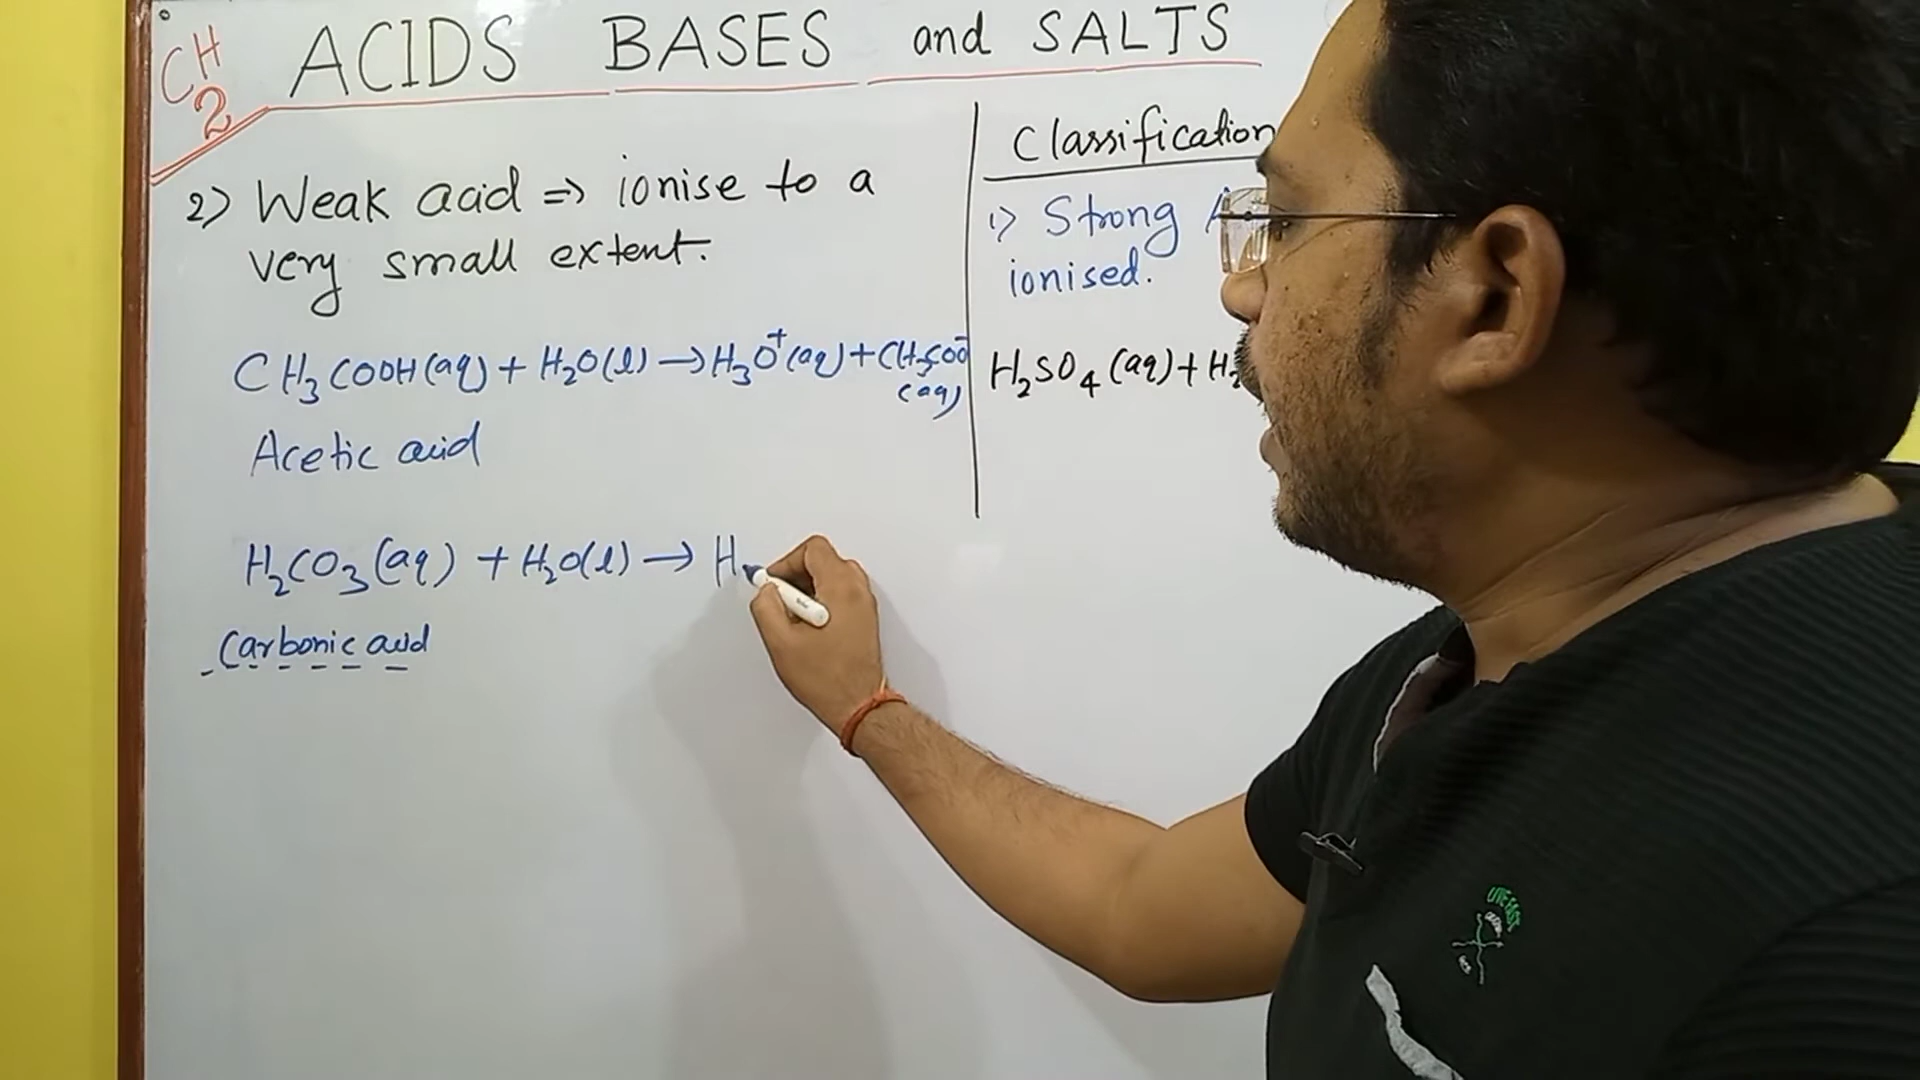 CH 2
ACIDS BASES and SALTS
2) Weak acid => ionise to a
very small extent.
CH₃COOH(aq) + H₂O(l) → H₃O⁺(aq) + CH₃COO⁻
(aq)
Acetic acid
H₂CO₃(aq) + H₂O(l) → H
Carbonic acid
Classification
1) Strong A
ionised.
H₂SO₄(aq) + H₂